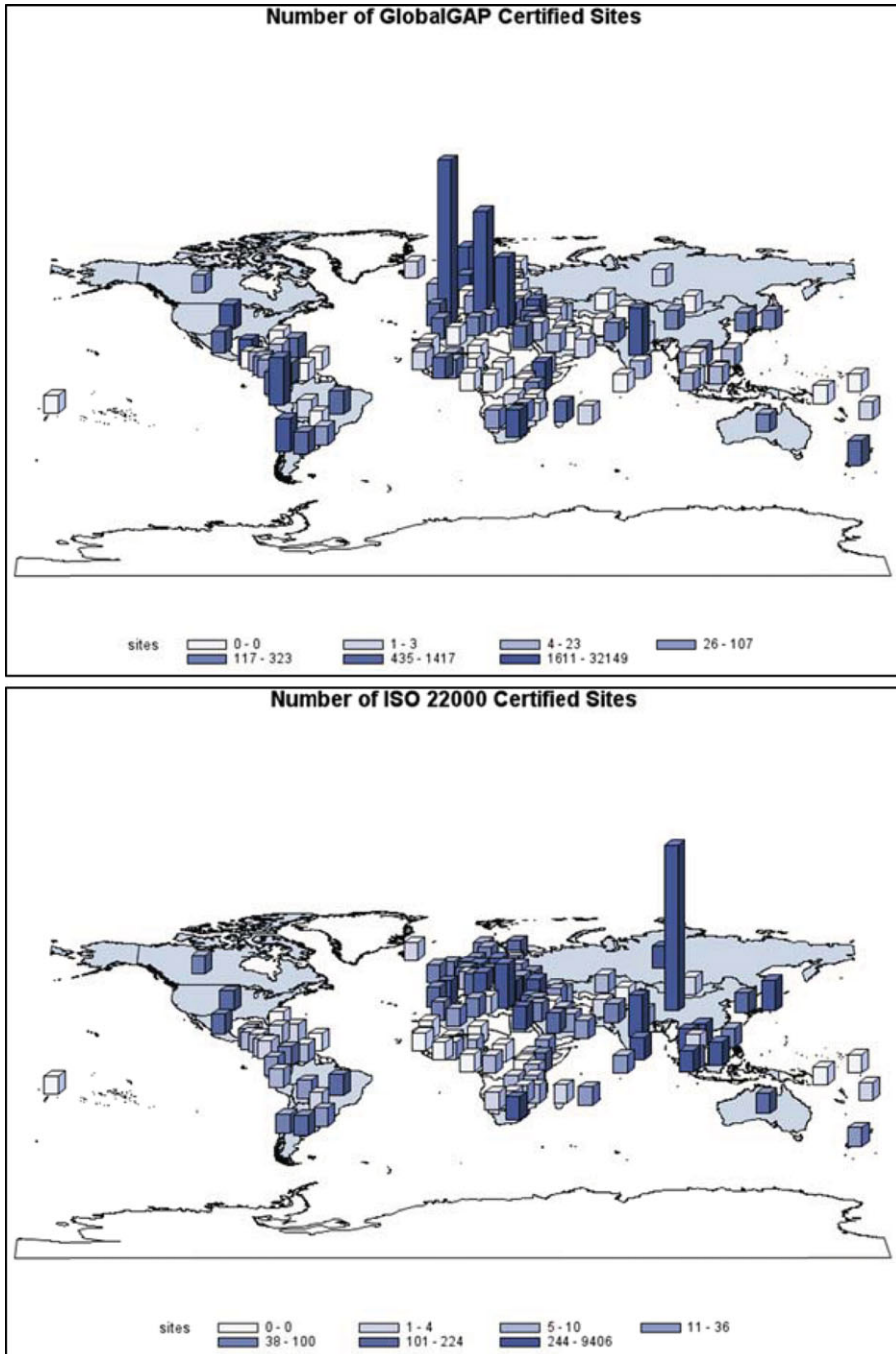 Number of GlobalGAP Certified Sites
sites 0 - 0 1 - 3 4 - 23 26 - 107
117 - 323 435 - 1417 1611 - 32149
Number of ISO 22000 Certified Sites
sites 0 - 0 1 - 4 5 - 10 11 - 36
38 - 100 101 - 224 244 - 9406